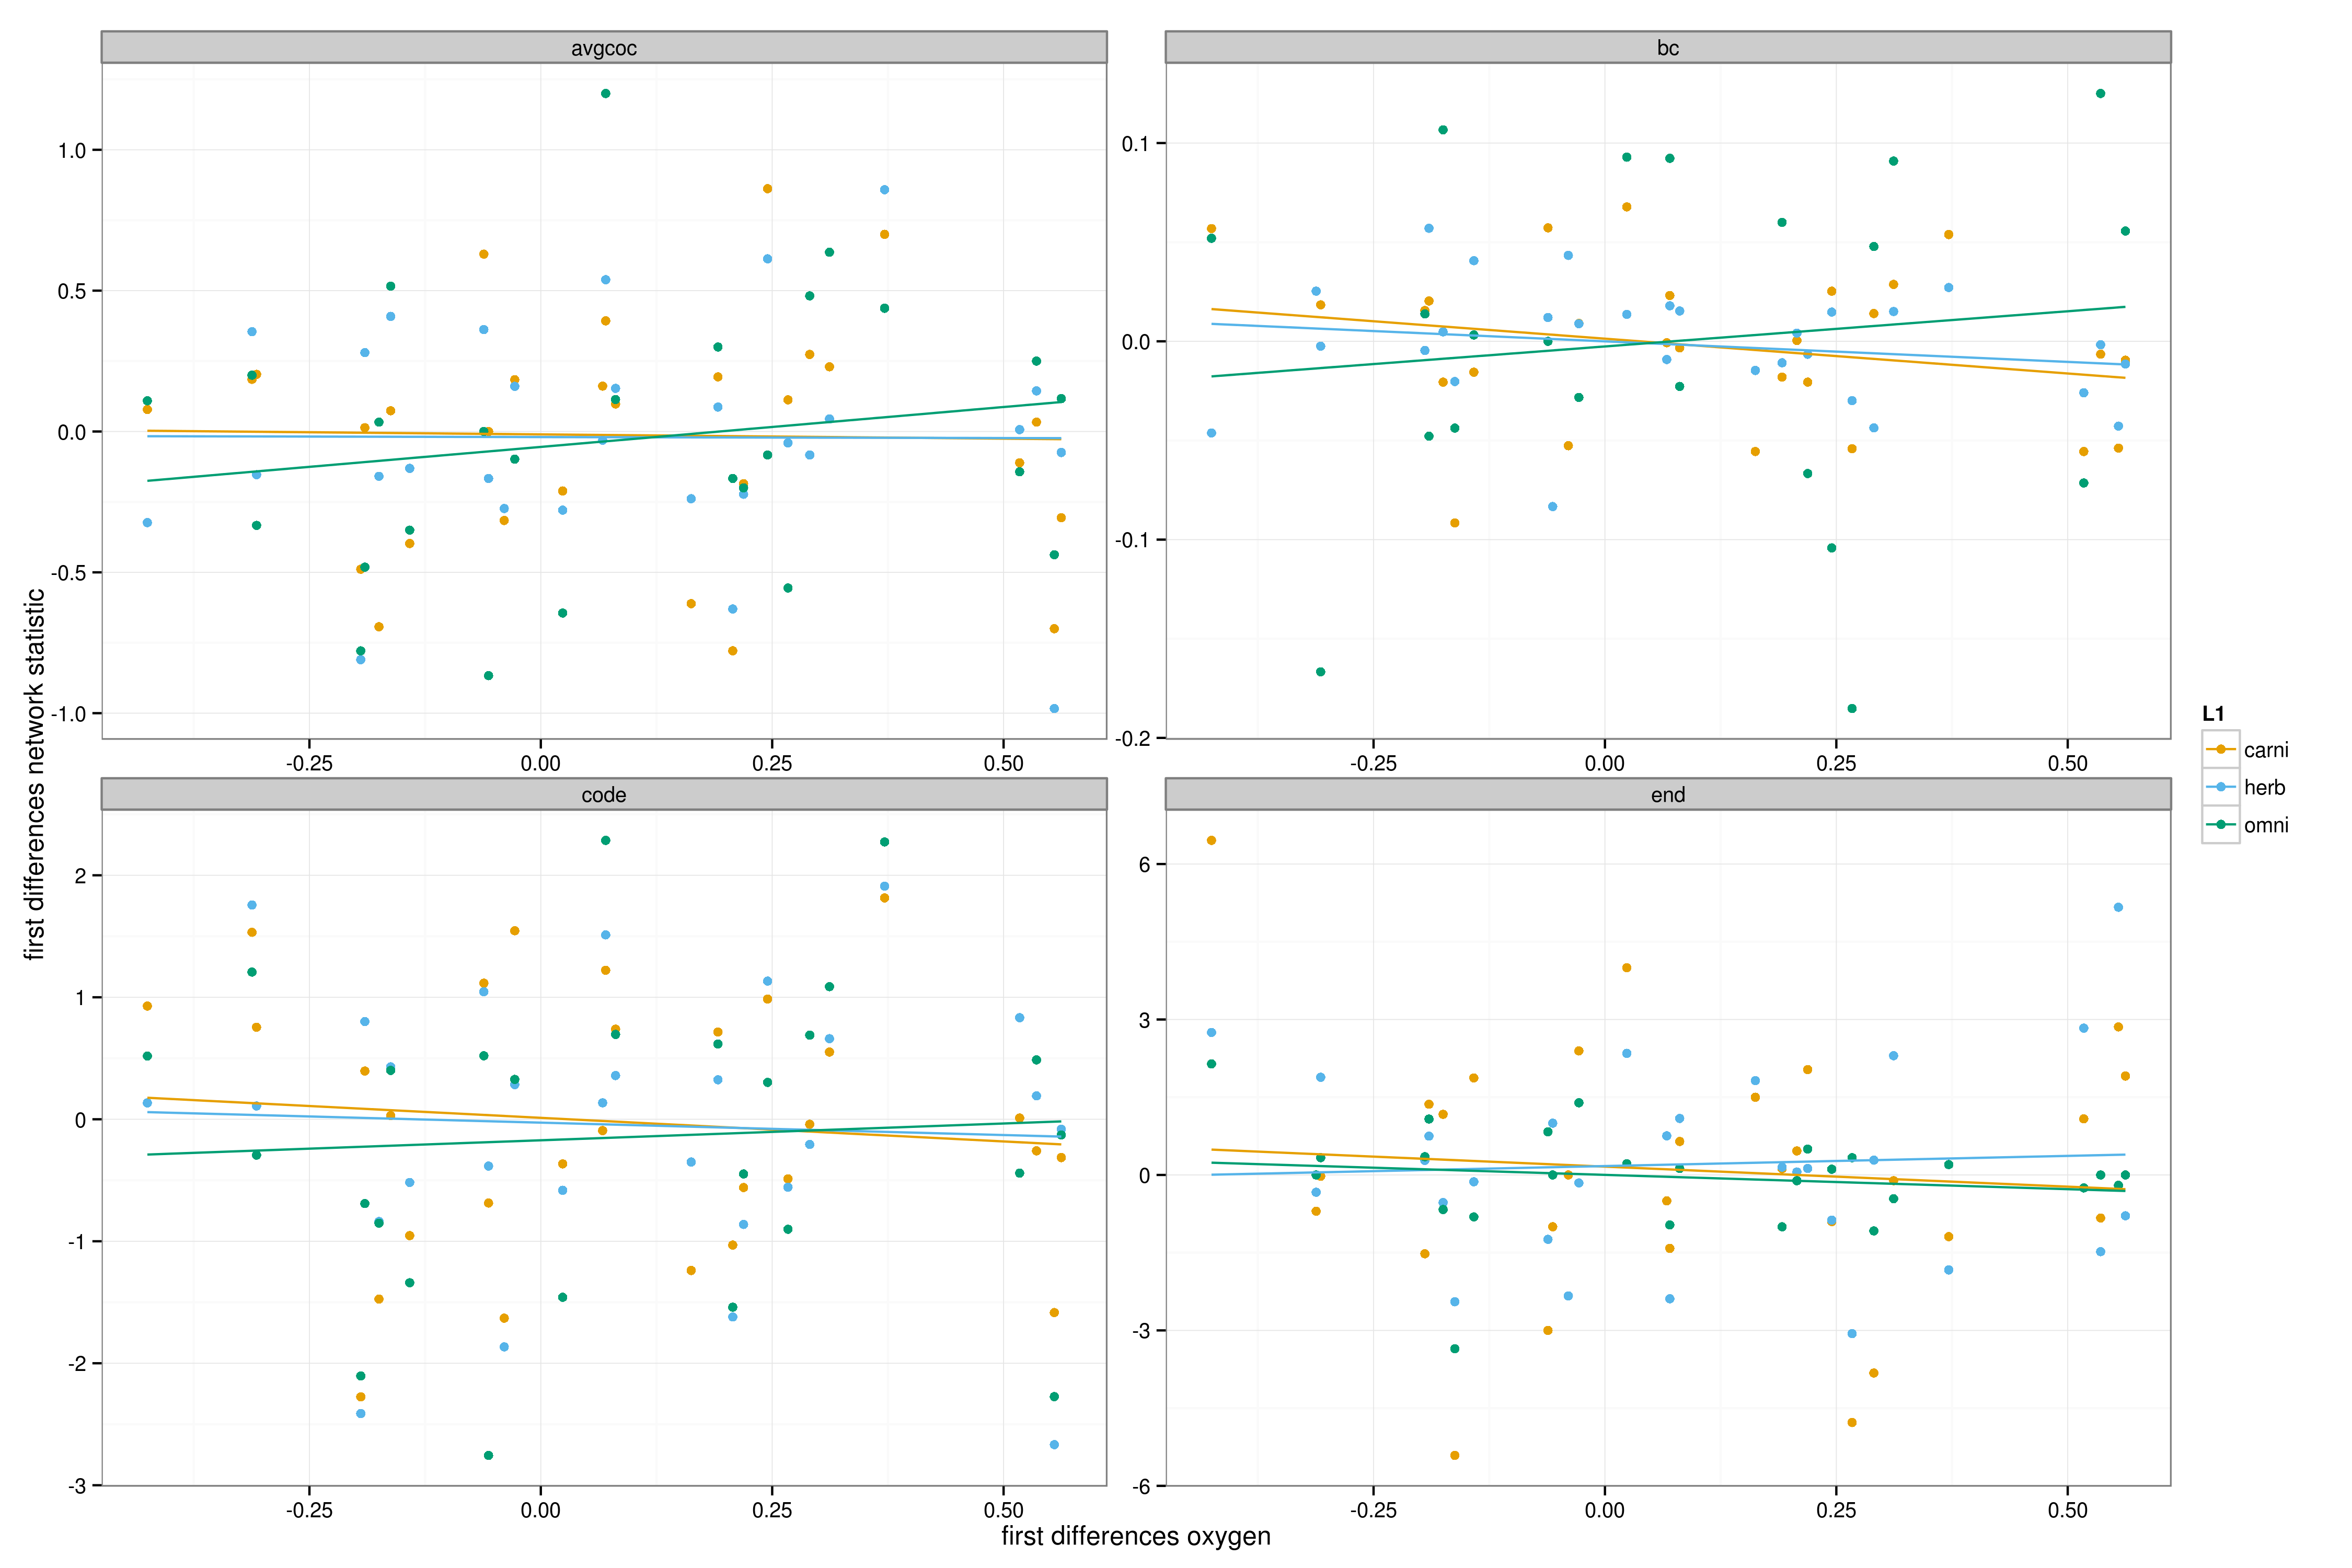 avgcoc
bc
1.0
0.5
0.0
-0.5
-1.0
0.1
0.0
-0.1
-0.2
-0.25 0.00 0.25 0.50
-0.25 0.00 0.25 0.50
code
end
2
1
0
-1
-2
-3
6
3
0
-3
-6
-0.25 0.00 0.25 0.50
-0.25 0.00 0.25 0.50
first differences oxygen
first differences network statistic
L1
carni
herb
omni